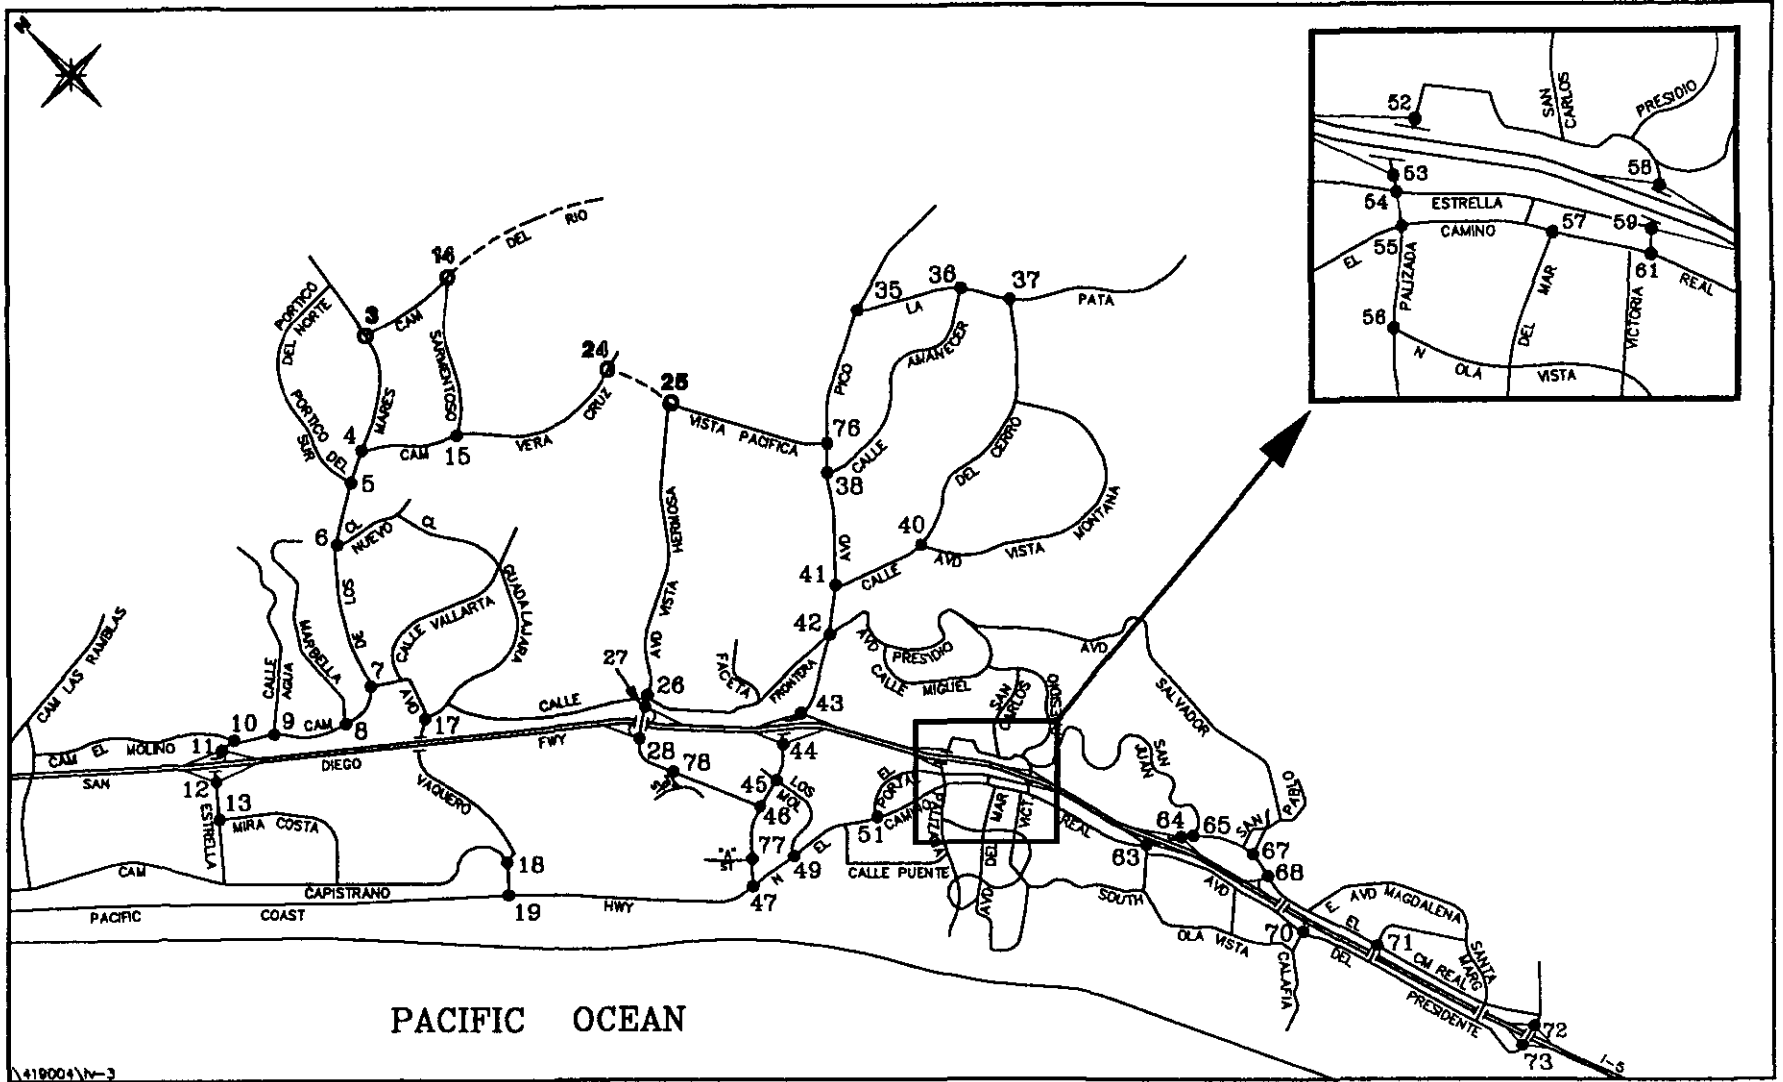 N
52
SAN
CARLOS
PRESIDIO
53
58
54
ESTRELLA
59
57
CAMINO
55
EL
PALIZADA
DEL MAR
61
REAL
VICTORIA
56
N
OLA
VISTA
14
DEL
RIO
3
CAM
PORTICO
DEL NORTE
SARMENTOSO
MARES
PORTICO
SUR
DEL
4
CAM
15
VERA
CRUZ
24
25
VISTA PACIFICA
35
LA
36
37
PATA
AMANECER
PICO
76
CALLE
38
5
6
CL
NUEVO
CL
LOS
DE
HERMOSA
VISTA
AVD
AVD
DEL CERRO
40
AVD
VISTA
MONTANA
41
CALLE
42
CAM LAS RAMBLAS
MARBELLA
CALLE
AGUA
CALLE VALLARTA
GUADALAJARA
7
AVD
27
26
FACETA
FRONTERA
AVD
PRESIDIO
CALLE
MIGUEL
SAN
CARLOS
PRESIDIO
AVD
SALVADOR
10
9
CAM
8
17
CALLE
43
CAM
EL
MOLINO
11
SAN
DIEGO
FWY
28
78
44
45
LOS
MOL
46
EL
PORTAL
SAN
JUAN
SAN
PABLO
12
13
ESTRELLA
MIRA COSTA
VAQUERO
77
"A"
ST
49
EL
51
CAMINO
PALIZADA
DEL MAR
VICT.
REAL
64
65
67
68
63
CAM
18
CAPISTRANO
N
47
CALLE PUENTE
AVD
SOUTH
AVD
E
AVD MAGDALENA
PACIFIC
COAST
19
HWY
OLA VISTA
70
EL
DEL
71
CALAFIA
CM REAL
SANTA
MARG
PRESIDENTE
72
73
I-5
PACIFIC OCEAN
\419004\IV-3